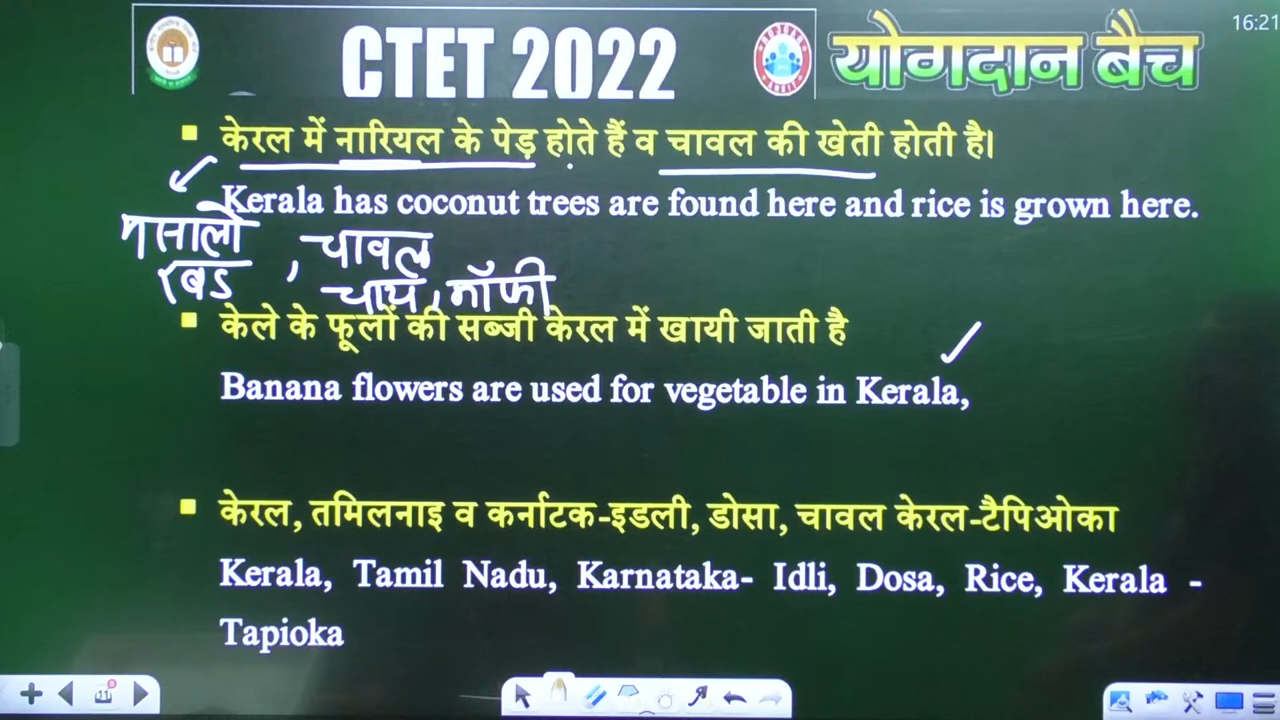 16:21
CTET 2022
योगदान बैच
केरल में नारियल के पेड़ होते हैं व चावल की खेती होती है।
Kerala has coconut trees are found here and rice is grown here.
मसालों , चावल
रबड चाय, कॉफी
केले के फूलों की सब्जी केरल में खायी जाती है
Banana flowers are used for vegetable in Kerala,
केरल, तमिलनाइ व कर्नाटक-इडली, डोसा, चावल केरल-टैपिओका
Kerala, Tamil Nadu, Karnataka- Idli, Dosa, Rice, Kerala -
Tapioka
11